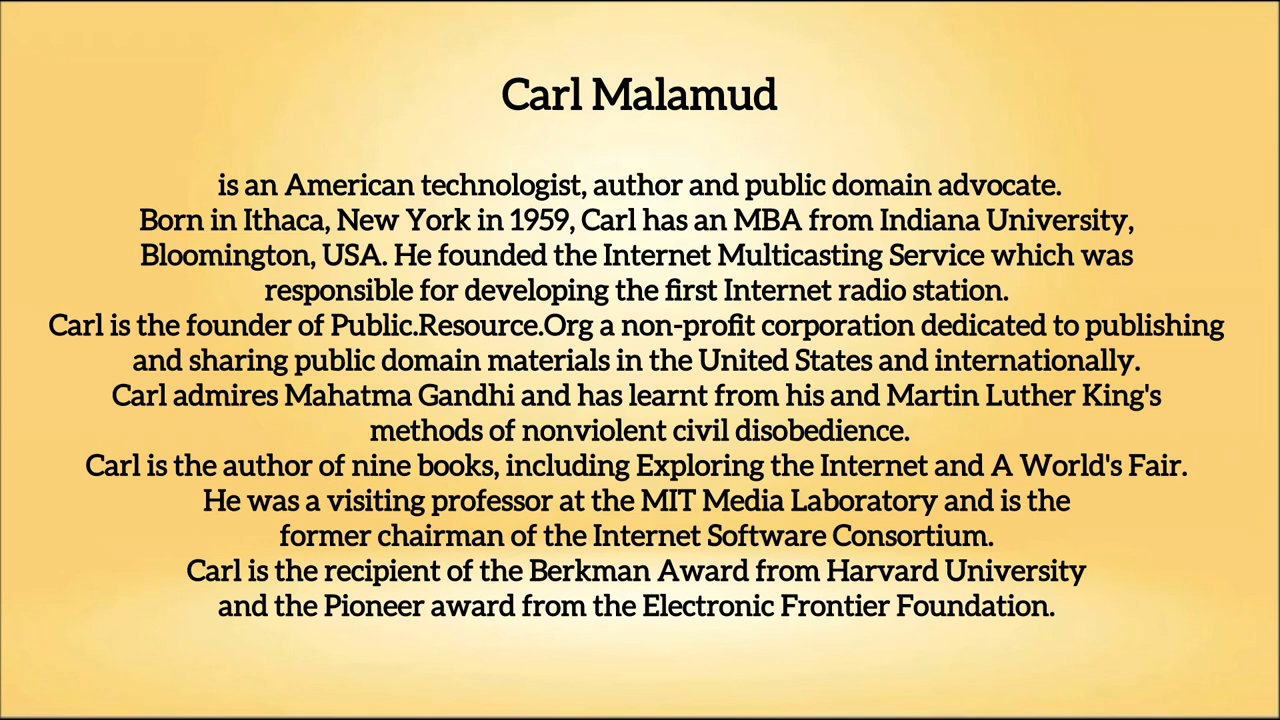 Carl Malamud
is an American technologist, author and public domain advocate.
Born in Ithaca, New York in 1959, Carl has an MBA from Indiana University,
Bloomington, USA. He founded the Internet Multicasting Service which was
responsible for developing the first Internet radio station.
Carl is the founder of Public.Resource.Org a non-profit corporation dedicated to publishing
and sharing public domain materials in the United States and internationally.
Carl admires Mahatma Gandhi and has learnt from his and Martin Luther King's
methods of nonviolent civil disobedience.
Carl is the author of nine books, including Exploring the Internet and A World's Fair.
He was a visiting professor at the MIT Media Laboratory and is the
former chairman of the Internet Software Consortium.
Carl is the recipient of the Berkman Award from Harvard University
and the Pioneer award from the Electronic Frontier Foundation.